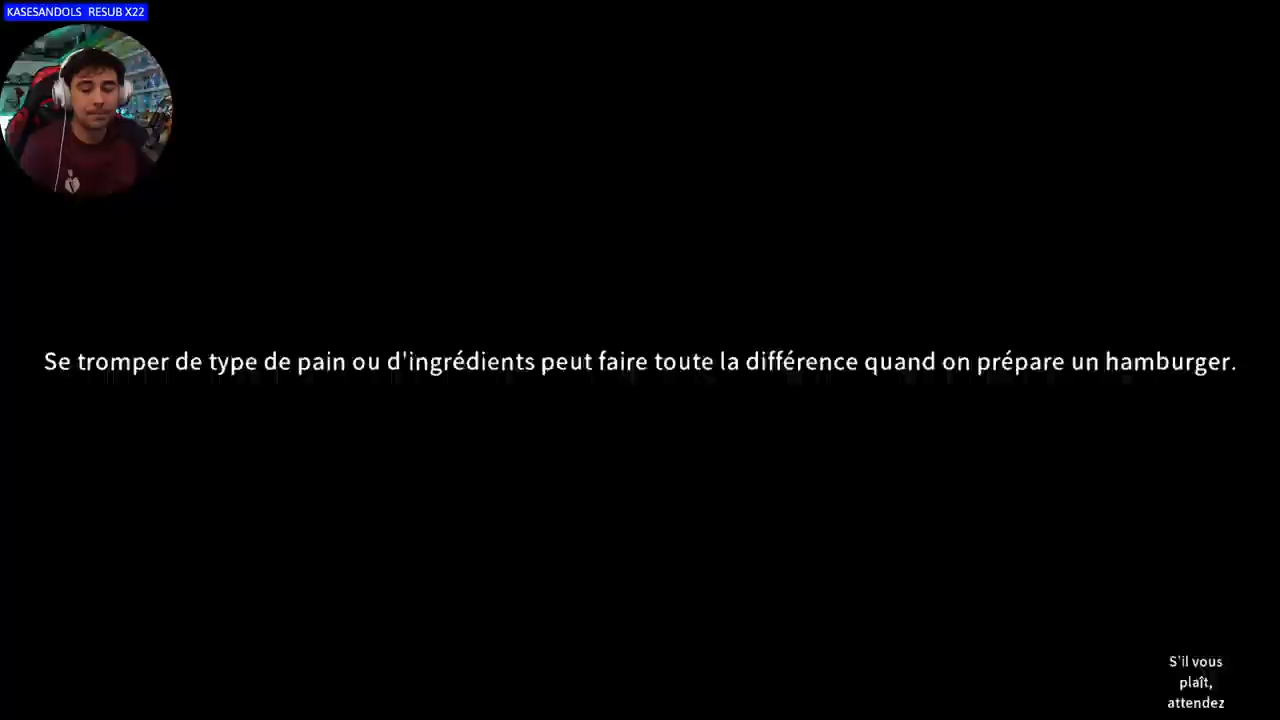 KASESANDOLS RESUB X22
Se tromper de type de pain ou d'ingrédients peut faire toute la différence quand on prépare un hamburger.
S'il vous
plaît,
attendez